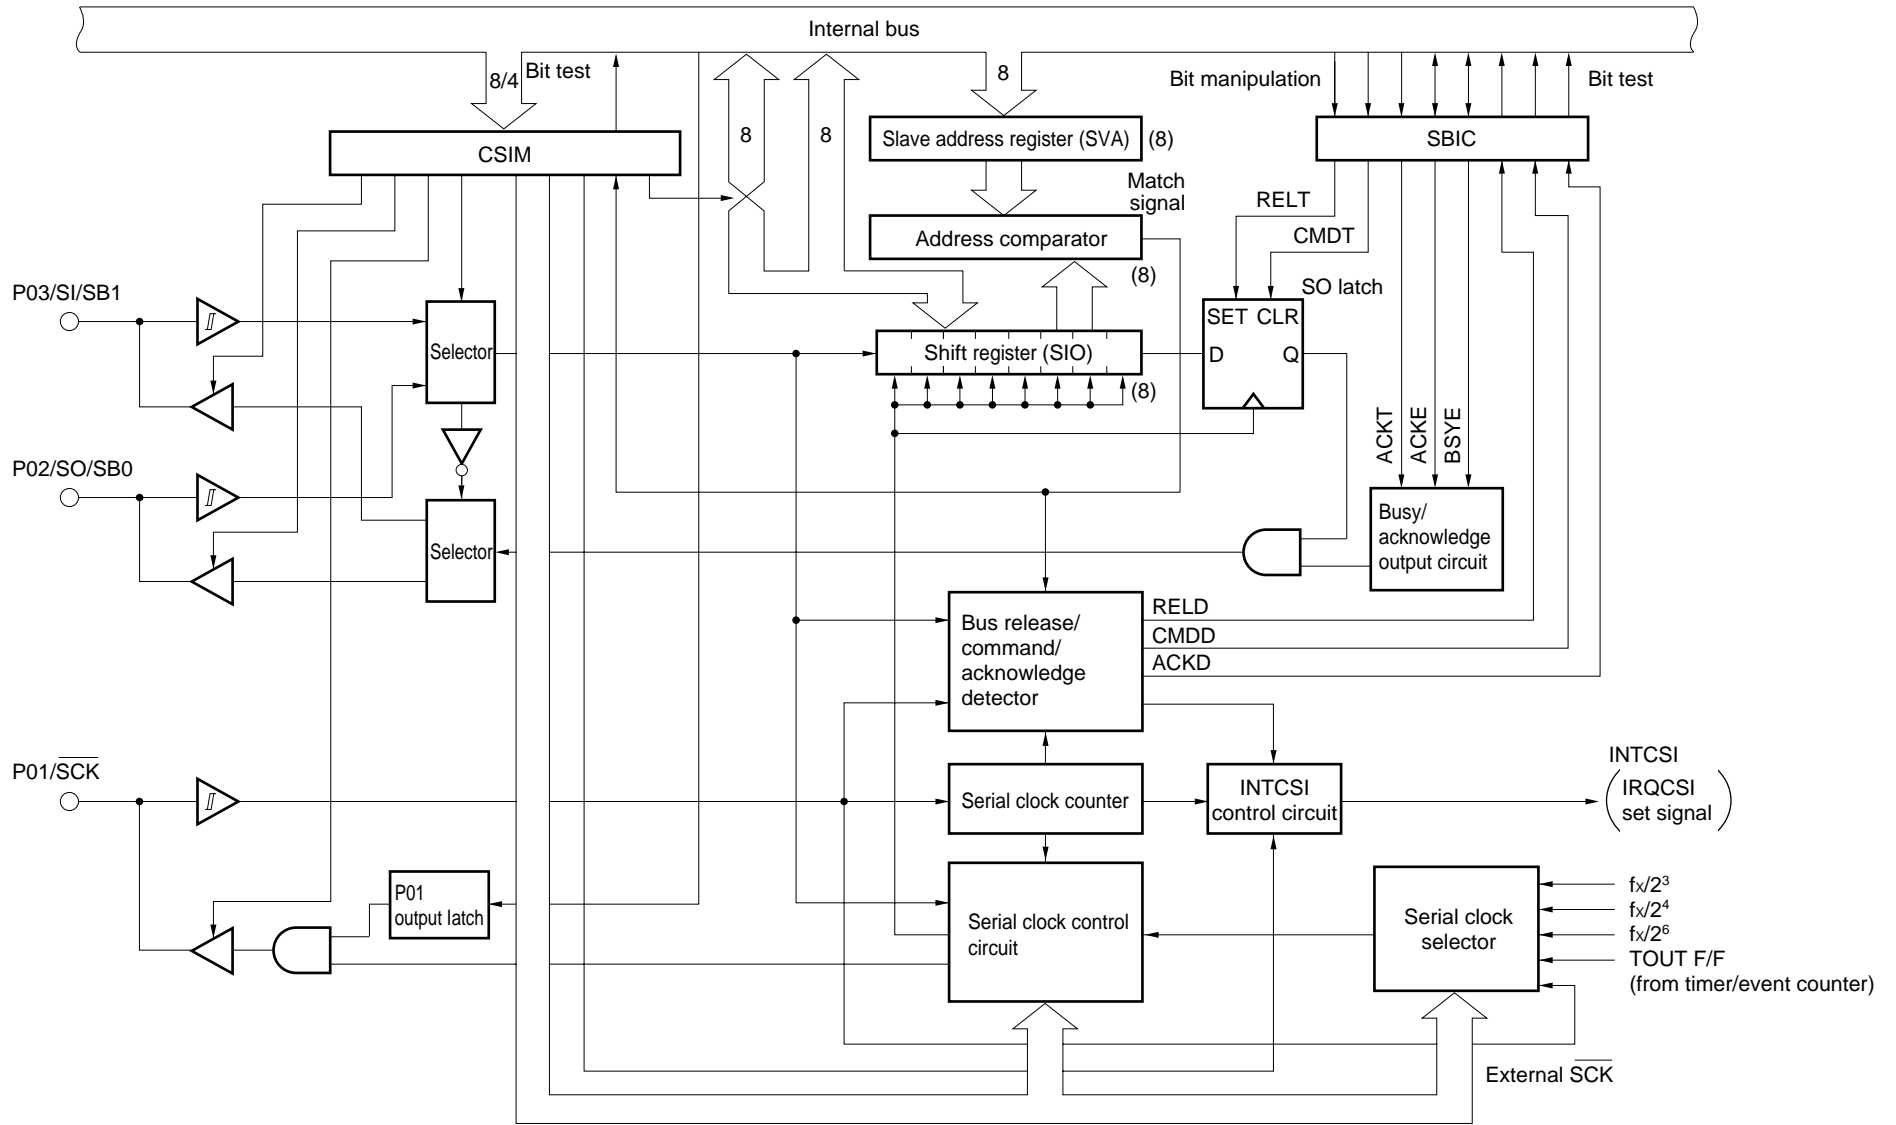 Internal bus
8/4
Bit test
8
8
8
Bit manipulation
Bit test
CSIM
Slave address register (SVA)
(8)
SBIC
Match
signal
RELT
CMDT
Address comparator
(8)
P03/SI/SB1
SO latch
SET CLR
Selector
Shift register (SIO)
D
Q
(8)
ACKT
ACKE
BSYE
P02/SO/SB0
Selector
Busy/
acknowledge
output circuit
Bus release/
command/
acknowledge
detector
RELD
CMDD
ACKD
P01/SCK
Serial clock counter
INTCSI
control circuit
INTCSI
(IRQCSI
set signal)
P01
output latch
Serial clock control
circuit
Serial clock
selector
fX/2³
fX/2⁴
fX/2⁶
TOUT F/F
(from timer/event counter)
External SCK